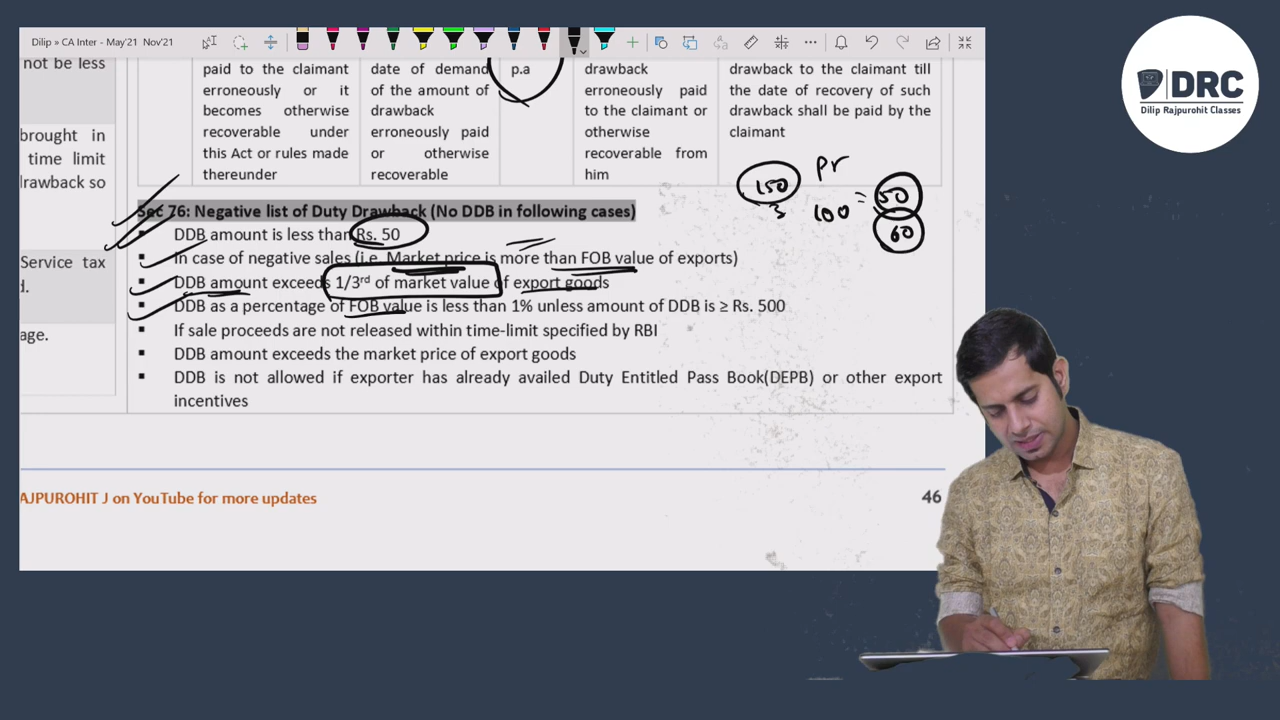 Dilip » CA Inter - May'21 Nov'21
DRC
Dilip Rajpurohit Classes
not be less
brought in
time limit
drawback so
Service tax
d.
age.
paid to the claimant
erroneously or it
becomes otherwise
recoverable under
this Act or rules made
thereunder
date of demand
of the amount of
drawback
erroneously paid
or otherwise
recoverable
p.a
drawback
erroneously paid
to the claimant or
otherwise
recoverable from
him
drawback to the claimant till
the date of recovery of such
drawback shall be paid by the
claimant
150
3
pr
100 = 50
60
Sec 76: Negative list of Duty Drawback (No DDB in following cases)
▪ DDB amount is less than Rs. 50
▪ In case of negative sales (i.e. Market price is more than FOB value of exports)
▪ DDB amount exceeds 1/3rd of market value of export goods
▪ DDB as a percentage of FOB value is less than 1% unless amount of DDB is ≥ Rs. 500
▪ If sale proceeds are not released within time-limit specified by RBI
▪ DDB amount exceeds the market price of export goods
▪ DDB is not allowed if exporter has already availed Duty Entitled Pass Book(DEPB) or other export
incentives
AJPUROHIT J on YouTube for more updates
46